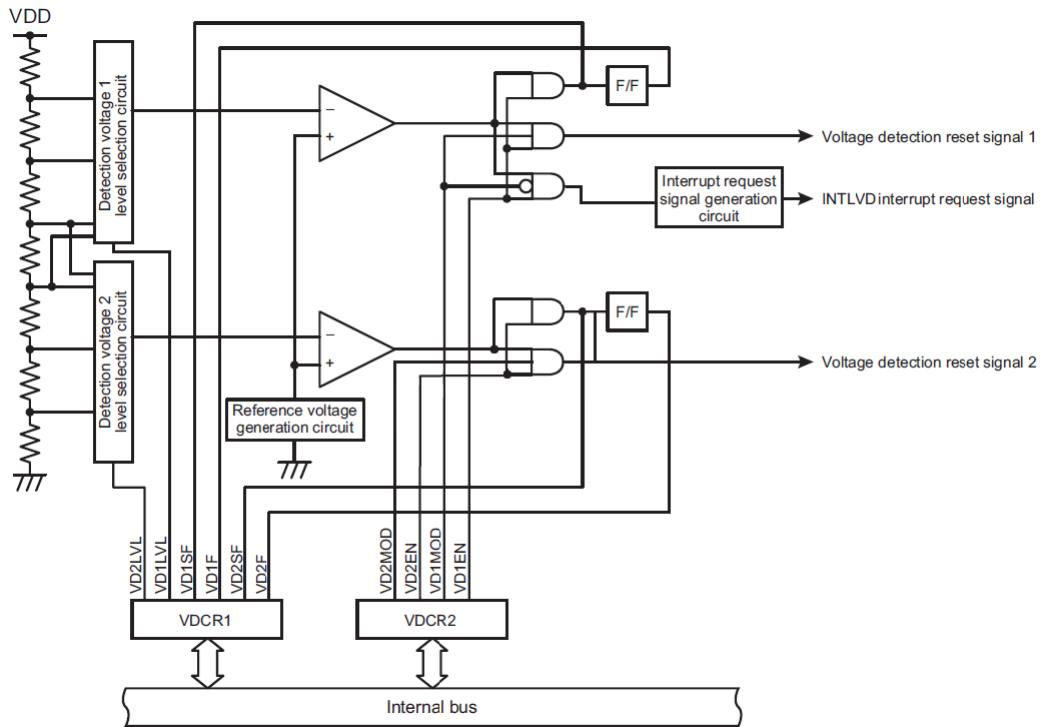 VDD
Detection voltage 1
level selection circuit
Detection voltage 2
level selection circuit
−
+
−
+
Reference voltage
generation circuit
F/F
Voltage detection reset signal 1
Interrupt request
signal generation
circuit
INTLVD interrupt request signal
F/F
Voltage detection reset signal 2
VD2LVL
VD1LVL
VD1SF
VD1F
VD2SF
VD2F
VD2MOD
VD2EN
VD1MOD
VD1EN
VDCR1
VDCR2
Internal bus